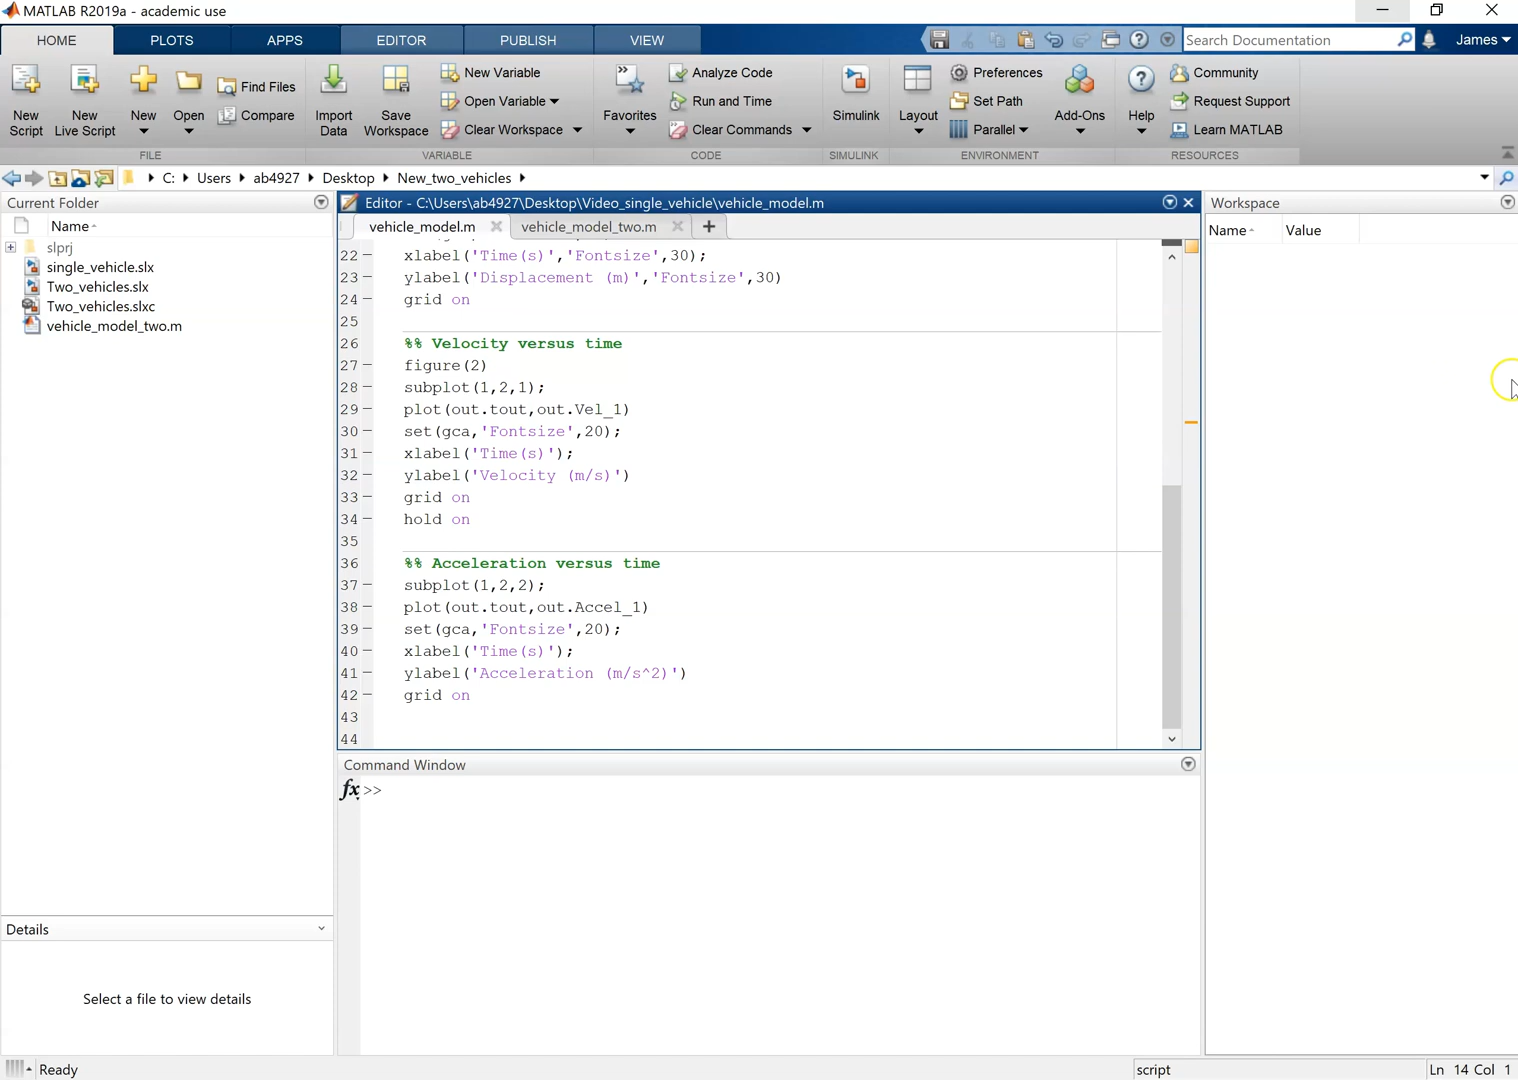 MATLAB R2019a - academic use
HOME PLOTS APPS EDITOR PUBLISH VIEW Search Documentation James
New Script
New Live Script
New
Open
Find Files
Compare
FILE
Import Data
Save Workspace
New Variable
Open Variable
Clear Workspace
VARIABLE
Favorites
Analyze Code
Run and Time
Clear Commands
CODE
Simulink
SIMULINK
Layout
Preferences
Set Path
Parallel
Add-Ons
ENVIRONMENT
Help
Community
Request Support
Learn MATLAB
RESOURCES
C: Users ab4927 Desktop New_two_vehicles
Current Folder
Name
slprj
single_vehicle.slx
Two_vehicles.slx
Two_vehicles.slxc
vehicle_model_two.m
Details
Select a file to view details
Editor - C:\Users\ab4927\Desktop\Video_single_vehicle\vehicle_model.m
vehicle_model.m vehicle_model_two.m
22 - xlabel('Time(s)','Fontsize',30);
23 - ylabel('Displacement (m)','Fontsize',30)
24 - grid on
25
26 %% Velocity versus time
27 - figure(2)
28 - subplot(1,2,1);
29 - plot(out.tout,out.Vel_1)
30 - set(gca,'Fontsize',20);
31 - xlabel('Time(s)');
32 - ylabel('Velocity (m/s)')
33 - grid on
34 - hold on
35
36 %% Acceleration versus time
37 - subplot(1,2,2);
38 - plot(out.tout,out.Accel_1)
39 - set(gca,'Fontsize',20);
40 - xlabel('Time(s)');
41 - ylabel('Acceleration (m/s^2)')
42 - grid on
43
44
Command Window
fx >>
Workspace
Name Value
Ready
script
Ln 14 Col 1